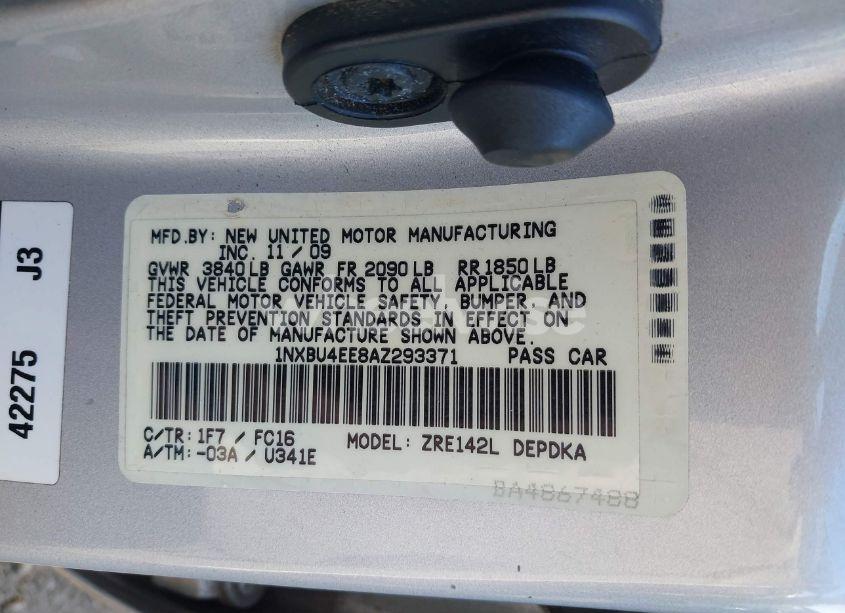 MFD.BY: NEW UNITED MOTOR MANUFACTURING
INC. 11 / 09
GVWR 3840 LB GAWR FR 2090 LB RR 1850 LB
THIS VEHICLE CONFORMS TO ALL APPLICABLE
FEDERAL MOTOR VEHICLE SAFETY, BUMPER, AND
THEFT PREVENTION STANDARDS IN EFFECT ON
THE DATE OF MANUFACTURE SHOWN ABOVE.
1NXBU4EE8AZ293371 PASS CAR
C/TR: 1F7 / FC16 MODEL: ZRE142L DEPDKA
A/TM: -03A / U341E
BA4867488
42275 J3